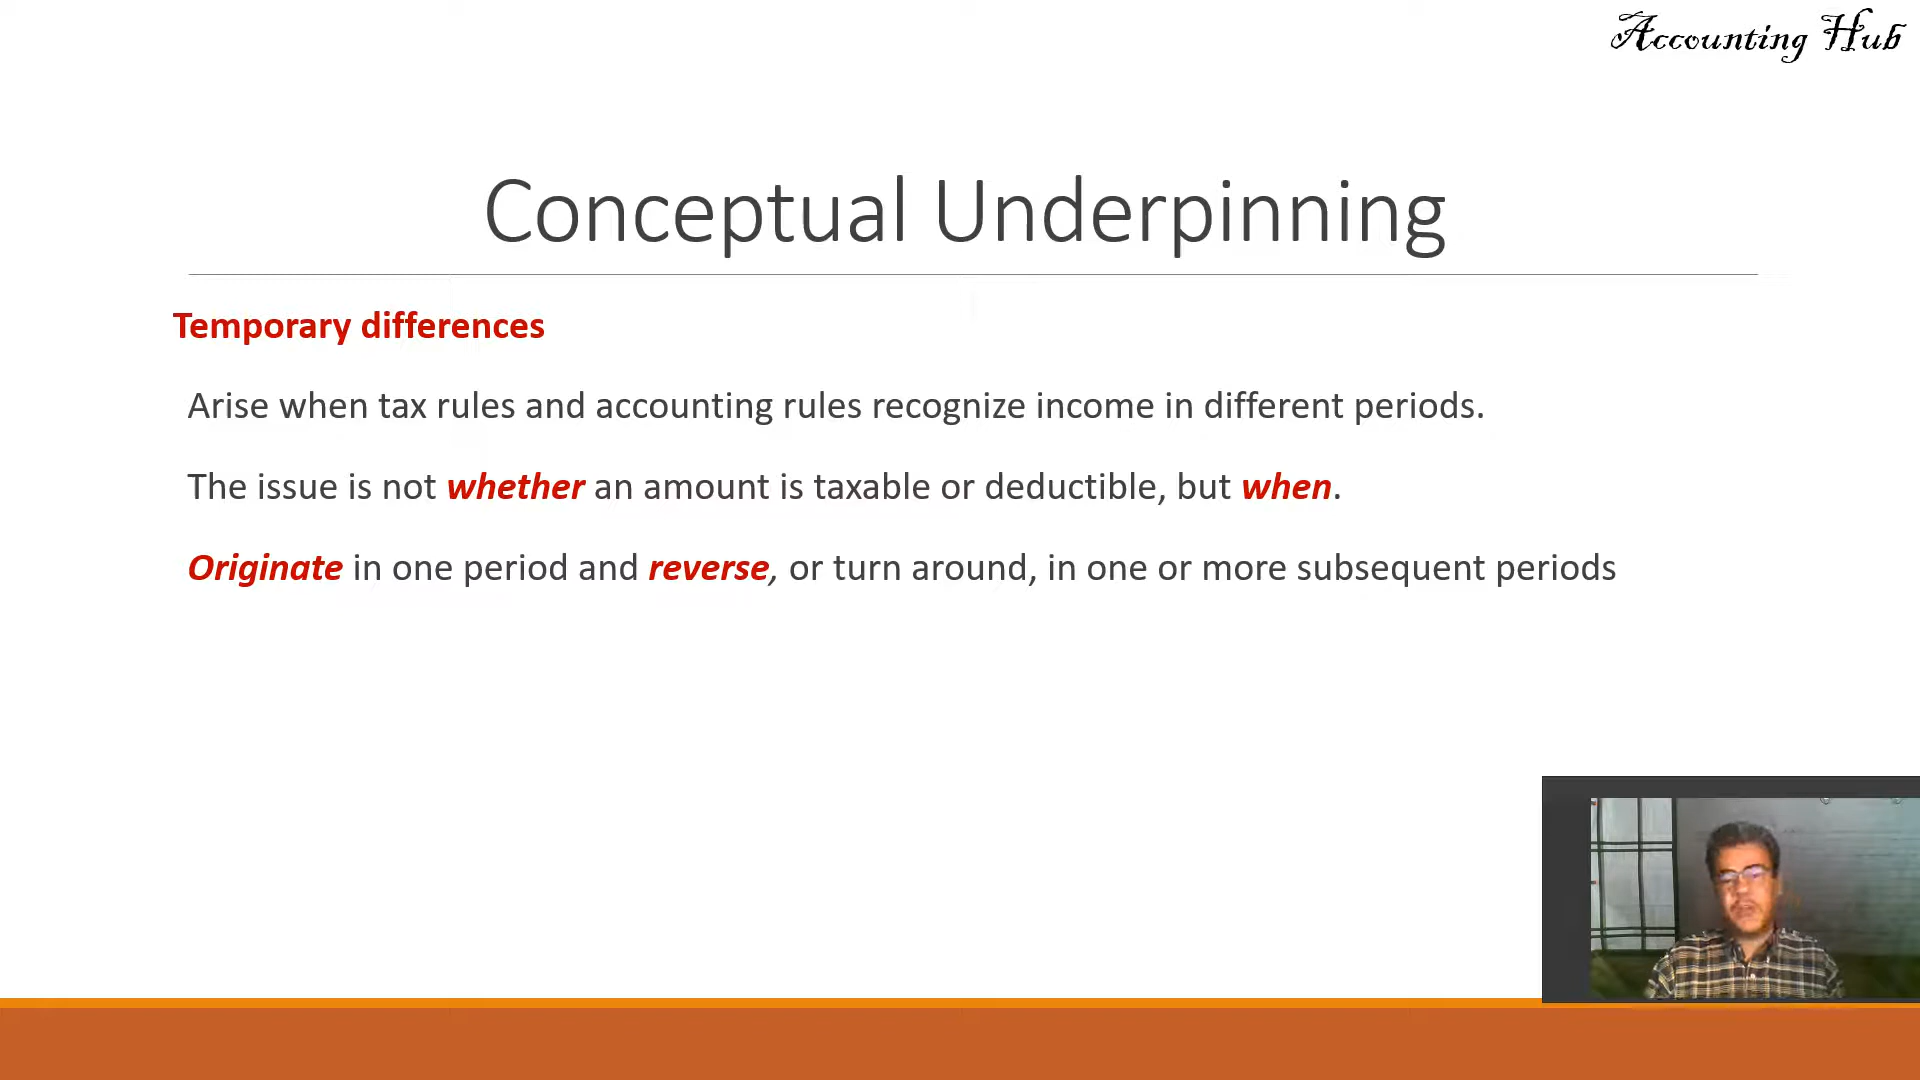 Accounting Hub
Conceptual Underpinning
Temporary differences
Arise when tax rules and accounting rules recognize income in different periods.
The issue is not whether an amount is taxable or deductible, but when.
Originate in one period and reverse, or turn around, in one or more subsequent periods